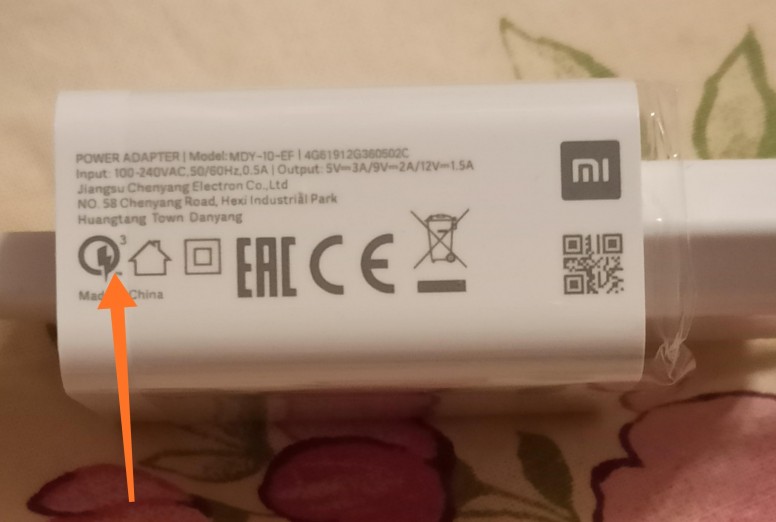 POWER ADAPTER | Model: MDY-10-EF | 4G61912G360502C
Input: 100-240VAC,50/60Hz,0.5A | Output: 5V⎓3A/9V⎓2A/12V⎓1.5A
Jiangsu Chenyang Electron Co.,Ltd
NO. 58 Chenyang Road, Hexi Industrial Park
Huangtang Town Danyang
3
EAC CE
China
mi